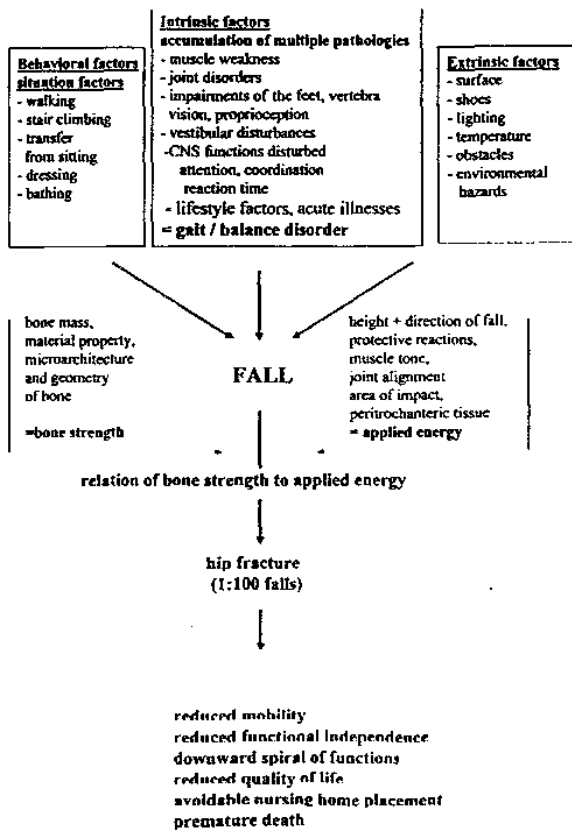 Behavioral factors
situation factors
- walking
- stair climbing
- transfer
from sitting
- dressing
- bathing
Intrinsic factors
accumulation of multiple pathologies
- muscle weakness
- joint disorders
- impairments of the feet, vertebra
vision, proprioception
- vestibular disturbances
-CNS functions disturbed
attention, coordination
reaction time
- lifestyle factors, acute illnesses
= gait / balance disorder
Extrinsic factors
- surface
- shoes
- lighting
- temperature
- obstacles
- environmental
hazards
bone mass,
material property,
microarchitecture
and geometry
of bone
=bone strength
FALL
height + direction of fall,
protective reactions,
muscle tone,
joint alignment
area of impact,
peritrochanteric tissue
= applied energy
relation of bone strength to applied energy
hip fracture
(1:100 falls)
reduced mobility
reduced functional Independence
downward spiral of functions
reduced quality of life
avoidable nursing home placement
premature death